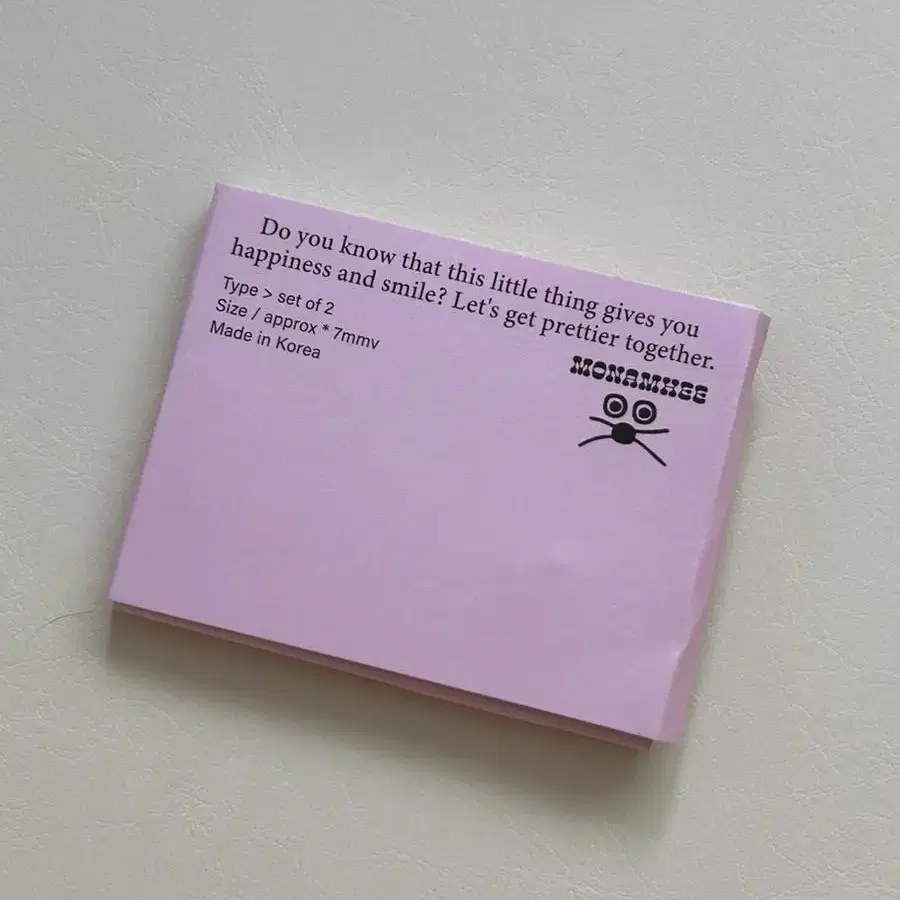 Do you know that this little thing gives you
happiness and smile? Let's get prettier together.
Type > set of 2
Size / approx * 7mmv
Made in Korea
MONAMHEE